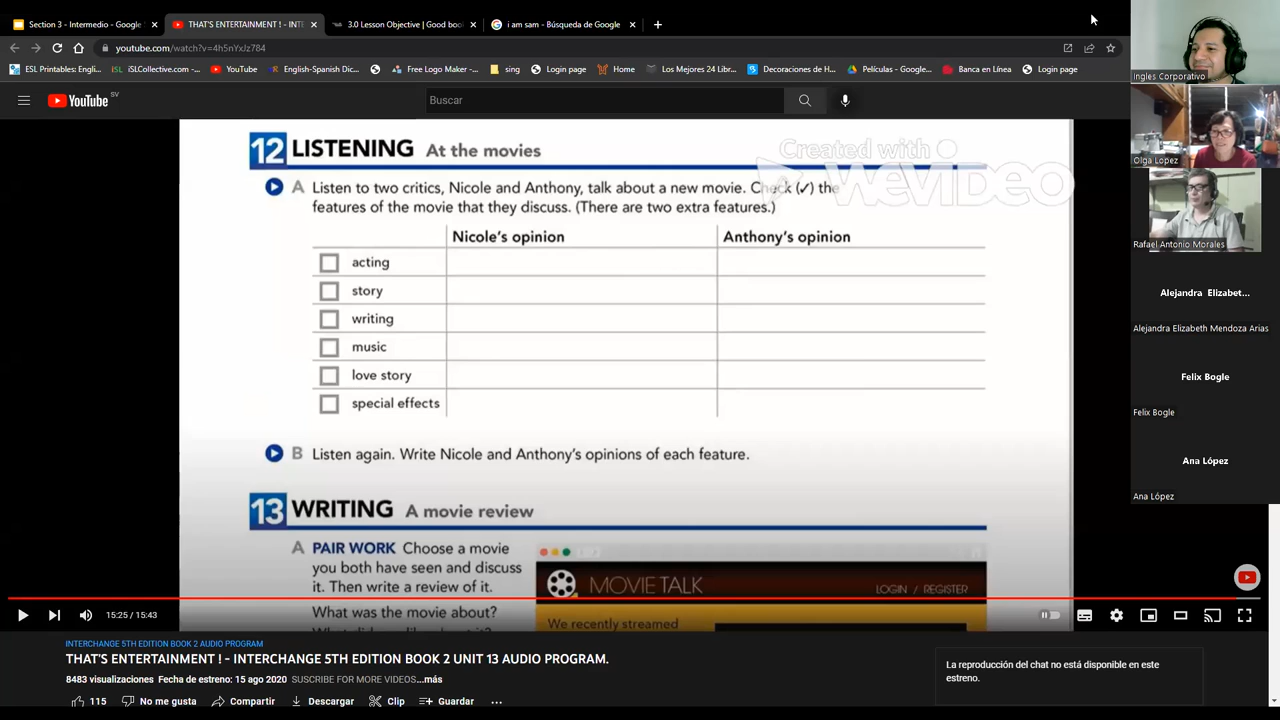 Section 3 - Intermedio - Google
THAT'S ENTERTAINMENT ! - INTE
3.0 Lesson Objective | Good boo
i am sam - Búsqueda de Google
youtube.com/watch?v=4h5nYxJz784
ESL Printables: Engli...
iSLCollective.com -...
YouTube
English-Spanish Dic...
Free Logo Maker -...
sing
Login page
Home
Los Mejores 24 Libr...
Decoraciones de H...
Películas - Google...
Banca en Línea
Login page
YouTube SV
Buscar
Ingles Corporativo
Olga Lopez
Rafael Antonio Morales
Alejandra Elizabet...
Alejandra Elizabeth Mendoza Arias
Felix Bogle
Felix Bogle
Ana López
Ana López
Created with
WeVideo
12 LISTENING At the movies
A Listen to two critics, Nicole and Anthony, talk about a new movie. Check (✓) the
features of the movie that they discuss. (There are two extra features.)
Nicole's opinion Anthony's opinion
acting
story
writing
music
love story
special effects
B Listen again. Write Nicole and Anthony's opinions of each feature.
13 WRITING A movie review
A PAIR WORK Choose a movie
you both have seen and discuss
it. Then write a review of it.
What was the movie about?
MOVIE TALK
LOGIN / REGISTER
We recently streamed
15:25 / 15:43
INTERCHANGE 5TH EDITION BOOK 2 AUDIO PROGRAM
THAT'S ENTERTAINMENT ! - INTERCHANGE 5TH EDITION BOOK 2 UNIT 13 AUDIO PROGRAM.
8483 visualizaciones Fecha de estreno: 15 ago 2020 SUSCRIBE FOR MORE VIDEOS...más
115 No me gusta Compartir Descargar Clip Guardar ...
La reproducción del chat no está disponible en este
estreno.